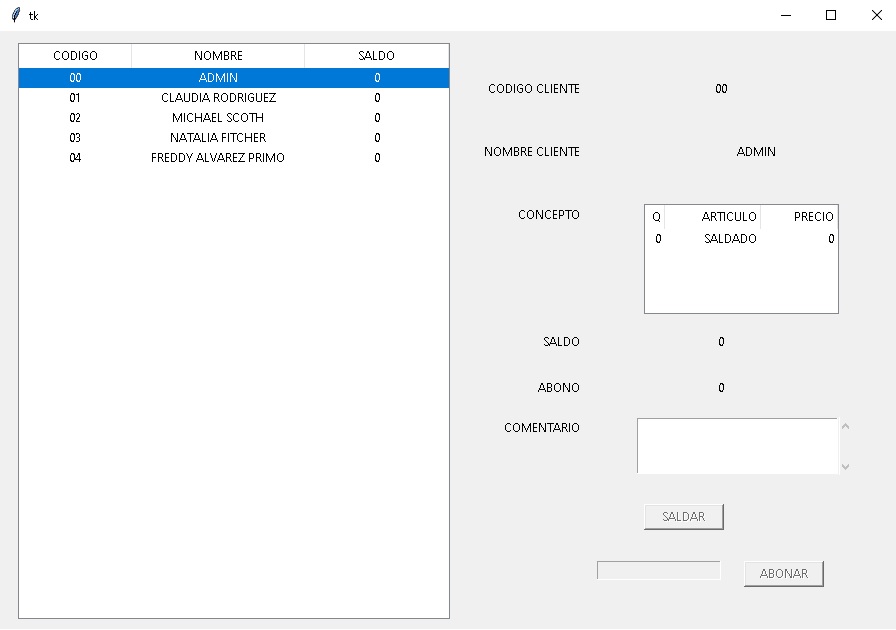 tk
CODIGO NOMBRE SALDO
00 ADMIN 0
01 CLAUDIA RODRIGUEZ 0
02 MICHAEL SCOTH 0
03 NATALIA FITCHER 0
04 FREDDY ALVAREZ PRIMO 0
CODIGO CLIENTE 00
NOMBRE CLIENTE ADMIN
CONCEPTO
Q ARTICULO PRECIO
0 SALDADO 0
SALDO 0
ABONO 0
COMENTARIO
SALDAR
ABONAR